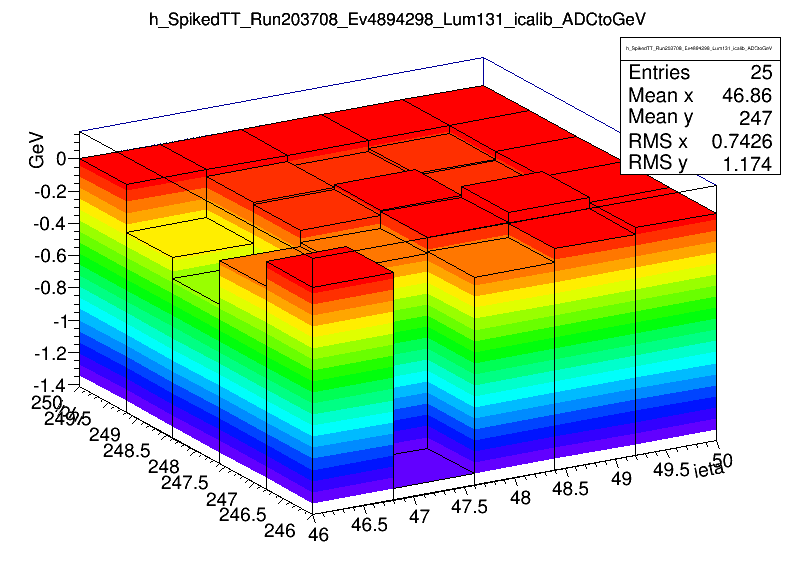 h_SpikedTT_Run203708_Ev4894298_Lum131_icalib_ADCtoGeV
h_SpikedTT_Run203708_Ev4894298_Lum131_icalib_ADCtoGeV
Entries 25
Mean x 46.86
Mean y 247
RMS x 0.7426
RMS y 1.174
GeV
0
-0.2
-0.4
-0.6
-0.8
-1
-1.2
-1.4
250
249.5
249
248.5
248
247.5
247
246.5
246
46
46.5
47
47.5
48
48.5
49
49.5
50
ieta